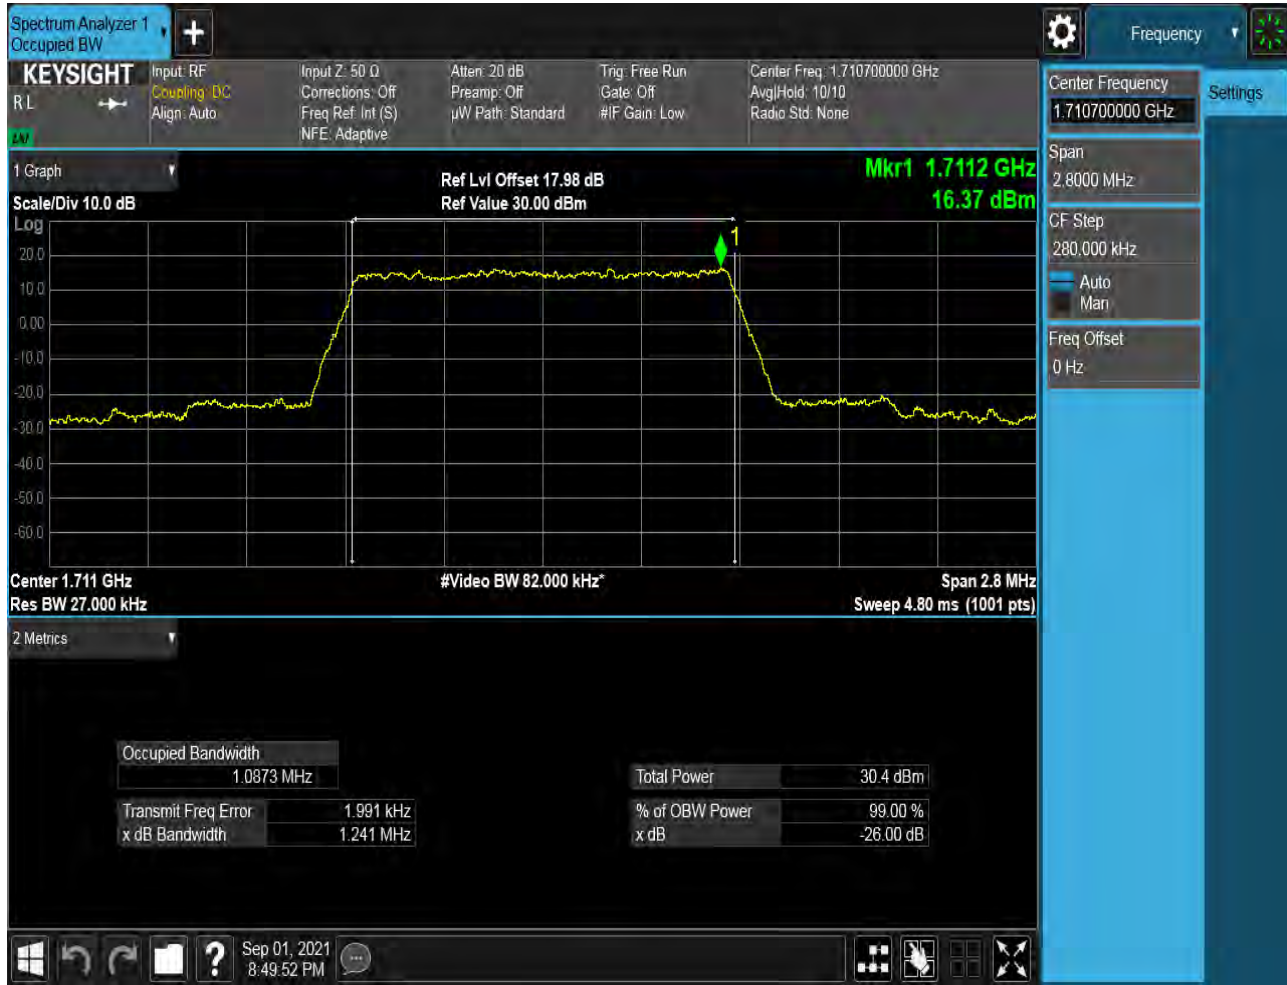 Spectrum Analyzer 1
Occupied BW
Frequency
KEYSIGHT
R L
Input: RF
Coupling: DC
Align: Auto
Input Z: 50 Ω
Corrections: Off
Freq Ref: Int (S)
NFE: Adaptive
Atten: 20 dB
Preamp: Off
µW Path: Standard
Trig: Free Run
Gate: Off
#IF Gain: Low
Center Freq: 1.710700000 GHz
Avg|Hold: 10/10
Radio Std: None
Center Frequency
1.710700000 GHz
Settings
Span
2.8000 MHz
CF Step
280.000 kHz
Auto
Man
Freq Offset
0 Hz
1 Graph
Scale/Div 10.0 dB
Ref Lvl Offset 17.98 dB
Ref Value 30.00 dBm
Mkr1 1.7112 GHz
16.37 dBm
Log
1
20.0
10.0
0.00
-10.0
-20.0
-30.0
-40.0
-50.0
-60.0
Center 1.711 GHz
#Video BW 82.000 kHz*
Span 2.8 MHz
Res BW 27.000 kHz
Sweep 4.80 ms (1001 pts)
2 Metrics
Occupied Bandwidth
1.0873 MHz
Total Power 30.4 dBm
Transmit Freq Error 1.991 kHz
% of OBW Power 99.00 %
x dB Bandwidth 1.241 MHz
x dB -26.00 dB
?
Sep 01, 2021
8:49:52 PM